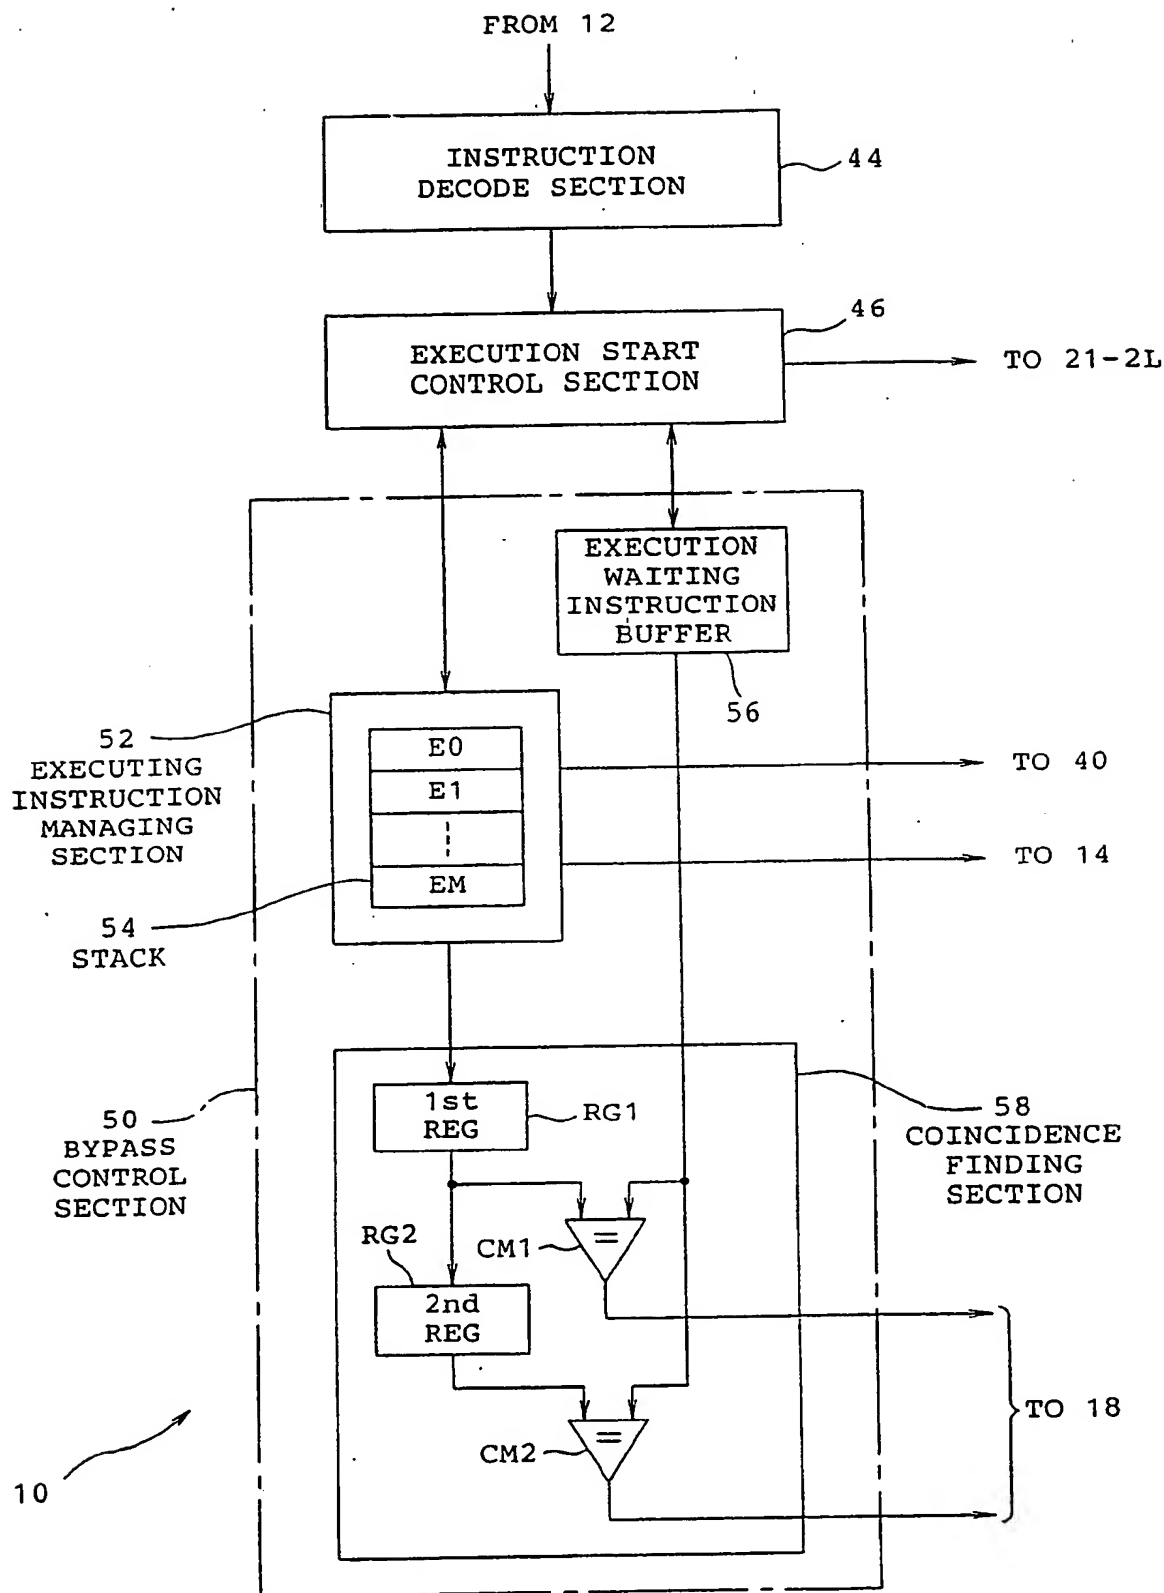 FROM 12
INSTRUCTION
DECODE SECTION
44
46
EXECUTION START
CONTROL SECTION
TO 21-2L
EXECUTION
WAITING
INSTRUCTION
BUFFER
56
52
EXECUTING
INSTRUCTION
MANAGING
SECTION
E0
E1
EM
TO 40
TO 14
54
STACK
50
BYPASS
CONTROL
SECTION
1st
REG
RG1
58
COINCIDENCE
FINDING
SECTION
RG2
CM1
=
2nd
REG
CM2
=
TO 18
10